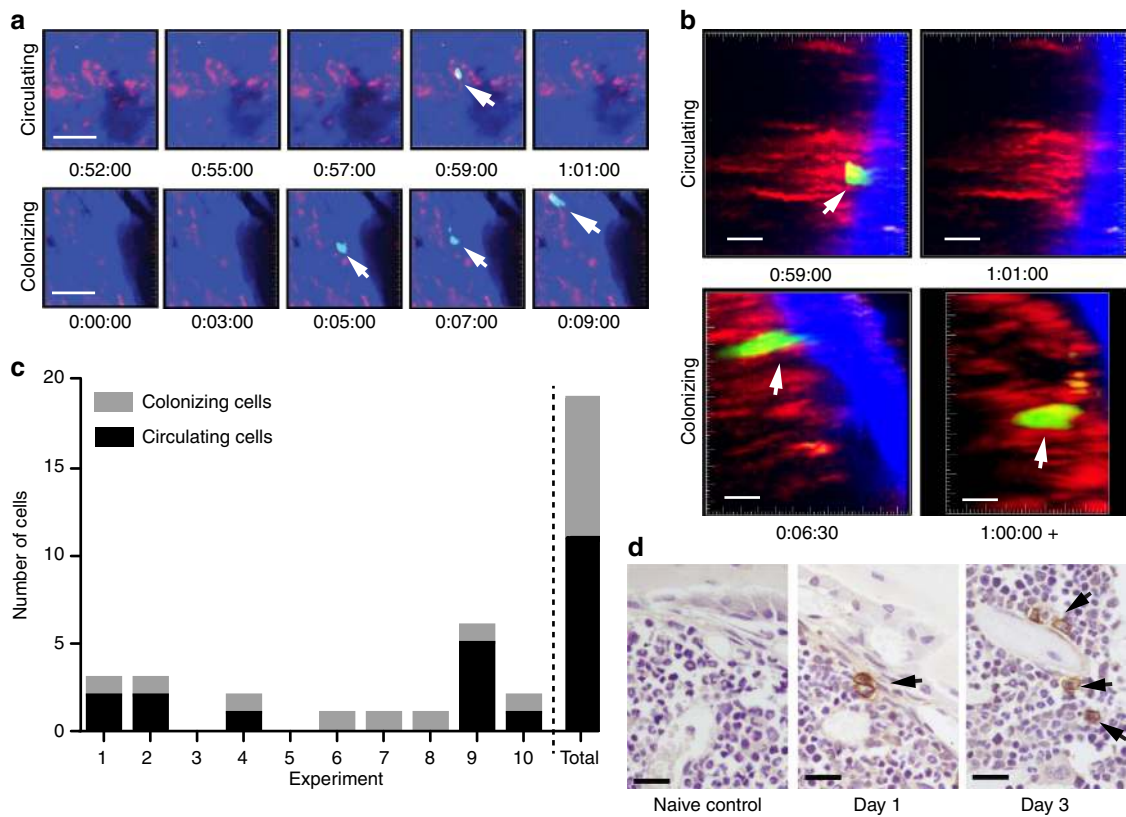 a
Circulating
0:52:00 0:55:00 0:57:00 0:59:00 1:01:00
Colonizing
0:00:00 0:03:00 0:05:00 0:07:00 0:09:00
b
Circulating
0:59:00 1:01:00
Colonizing
0:06:30 1:00:00 +
c
Number of cells
20
15
10
5
0
Colonizing cells
Circulating cells
1 2 3 4 5 6 7 8 9 10 Total
Experiment
d
Naive control Day 1 Day 3